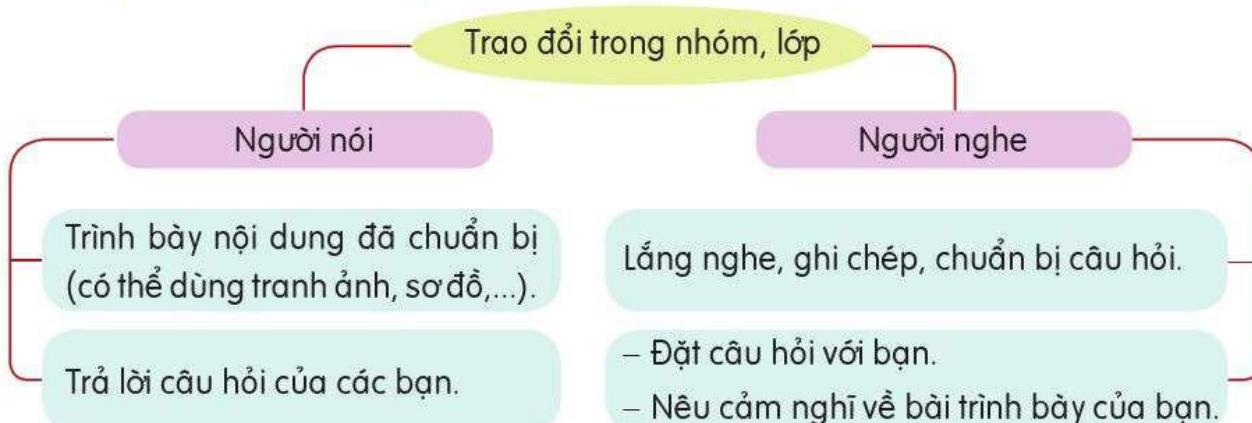 Trao đổi trong nhóm, lớp
Người nói
Người nghe
Trình bày nội dung đã chuẩn bị
(có thể dùng tranh ảnh, sơ đồ,...).
Trả lời câu hỏi của các bạn.
Lắng nghe, ghi chép, chuẩn bị câu hỏi.
– Đặt câu hỏi với bạn.
– Nêu cảm nghĩ về bài trình bày của bạn.